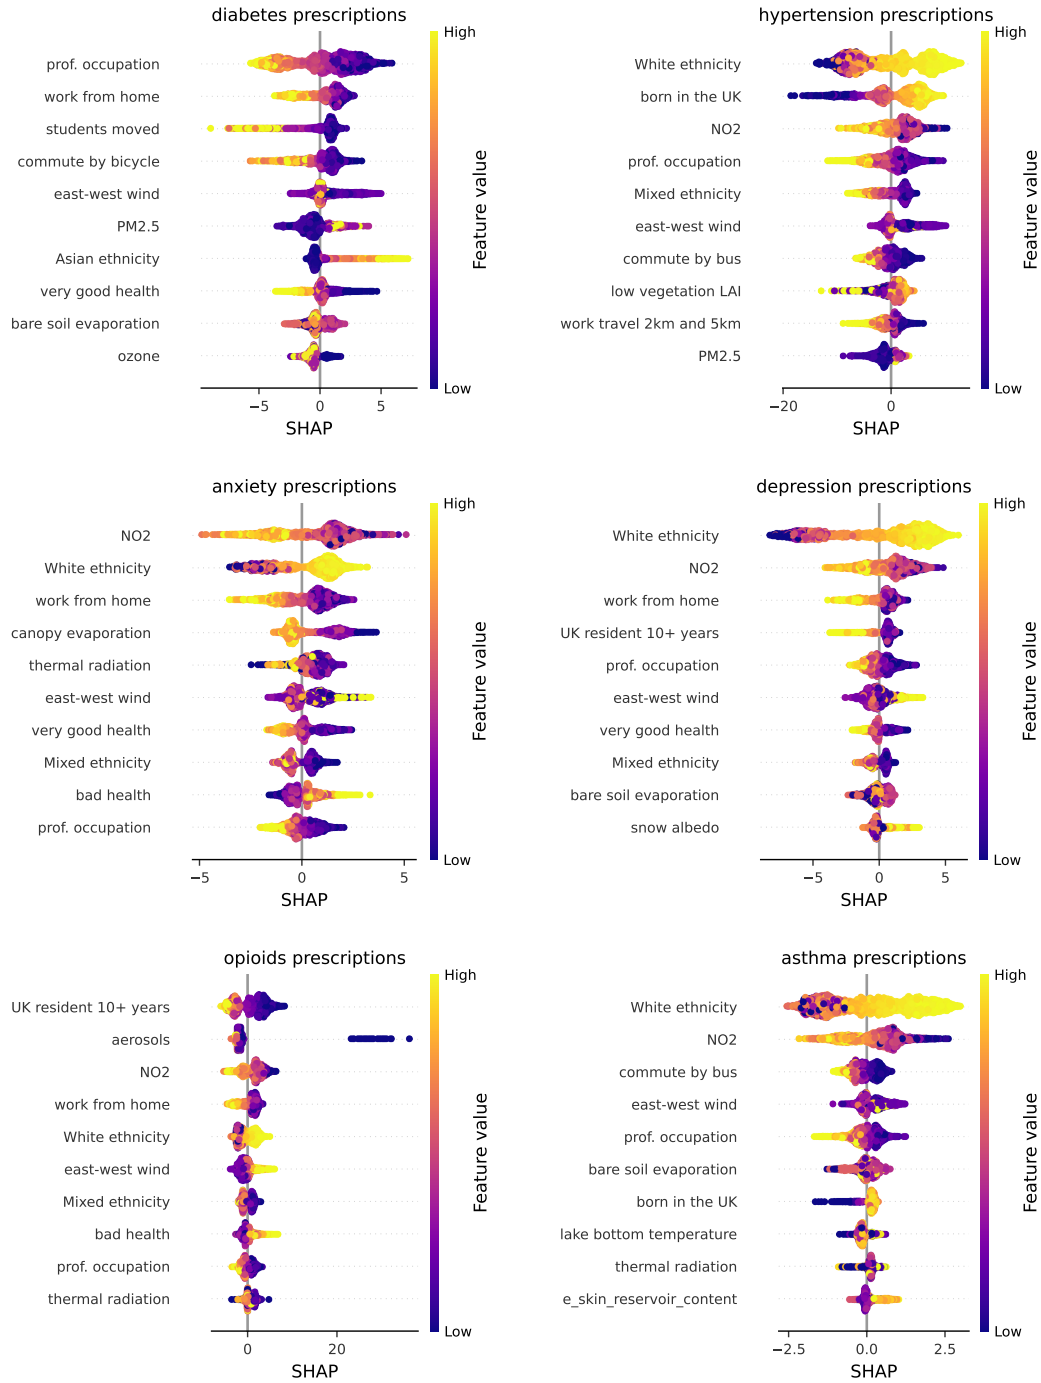 diabetes prescriptions
prof. occupation
work from home
students moved
commute by bicycle
east-west wind
PM2.5
Asian ethnicity
very good health
bare soil evaporation
ozone
−5 0 5
SHAP
High
Feature value
Low
hypertension prescriptions
White ethnicity
born in the UK
NO2
prof. occupation
Mixed ethnicity
east-west wind
commute by bus
low vegetation LAI
work travel 2km and 5km
PM2.5
−20 0
SHAP
High
Feature value
Low
anxiety prescriptions
NO2
White ethnicity
work from home
canopy evaporation
thermal radiation
east-west wind
very good health
Mixed ethnicity
bad health
prof. occupation
−5 0 5
SHAP
High
Feature value
Low
depression prescriptions
White ethnicity
NO2
work from home
UK resident 10+ years
prof. occupation
east-west wind
very good health
Mixed ethnicity
bare soil evaporation
snow albedo
−5 0 5
SHAP
High
Feature value
Low
opioids prescriptions
UK resident 10+ years
aerosols
NO2
work from home
White ethnicity
east-west wind
Mixed ethnicity
bad health
prof. occupation
thermal radiation
0 20
SHAP
High
Feature value
Low
asthma prescriptions
White ethnicity
NO2
commute by bus
east-west wind
prof. occupation
bare soil evaporation
born in the UK
lake bottom temperature
thermal radiation
e_skin_reservoir_content
−2.5 0.0 2.5
SHAP
High
Feature value
Low